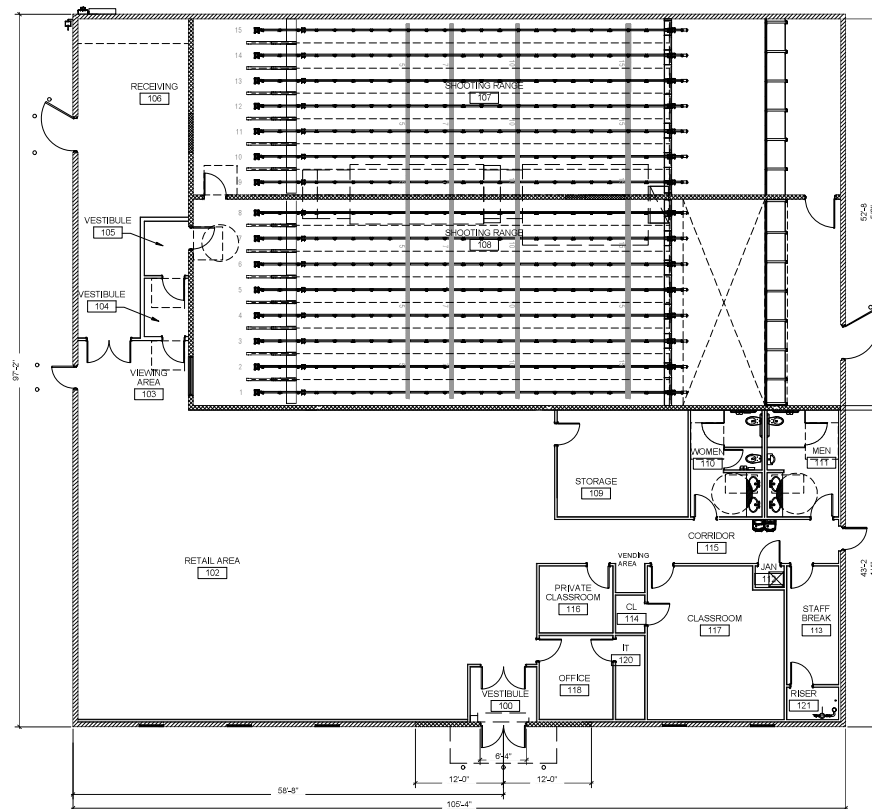 15
14
13
12
11
10
9
8
7
6
5
4
3
2
1
RECEIVING
106
SHOOTING RANGE
107
SHOOTING RANGE
108
VESTIBULE
105
VESTIBULE
104
VIEWING
AREA
103
52'-8
97'-2"
STORAGE
109
WOMEN
110
MEN
111
CORRIDOR
115
VENDING
AREA
JAN
RETAIL AREA
102
PRIVATE
CLASSROOM
116
CL
114
CLASSROOM
117
STAFF
BREAK
113
43'-2
IT
120
OFFICE
118
VESTIBULE
100
RISER
121
6'-4"
12'-0"
12'-0"
58'-8"
105'-4"